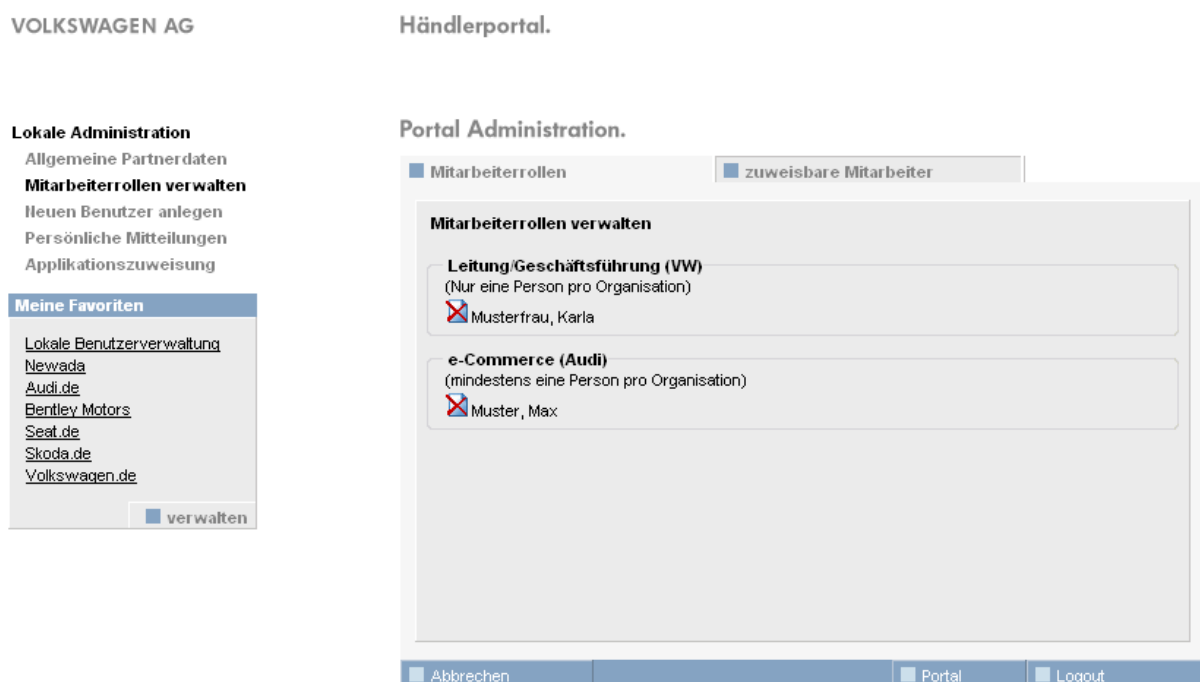 VOLKSWAGEN AG
Händlerportal.
Lokale Administration
Allgemeine Partnerdaten
Mitarbeiterrollen verwalten
Neuen Benutzer anlegen
Persönliche Mitteilungen
Applikationszuweisung
Meine Favoriten
Lokale Benutzerverwaltung
Newada
Audi.de
Bentley Motors
Seat.de
Skoda.de
Volkswagen.de
verwalten
Portal Administration.
Mitarbeiterrollen
zuweisbare Mitarbeiter
Mitarbeiterrollen verwalten
Leitung/Geschäftsführung (VW)
(Nur eine Person pro Organisation)
Musterfrau, Karla
e-Commerce (Audi)
(mindestens eine Person pro Organisation)
Muster, Max
Abbrechen
Portal
Logout